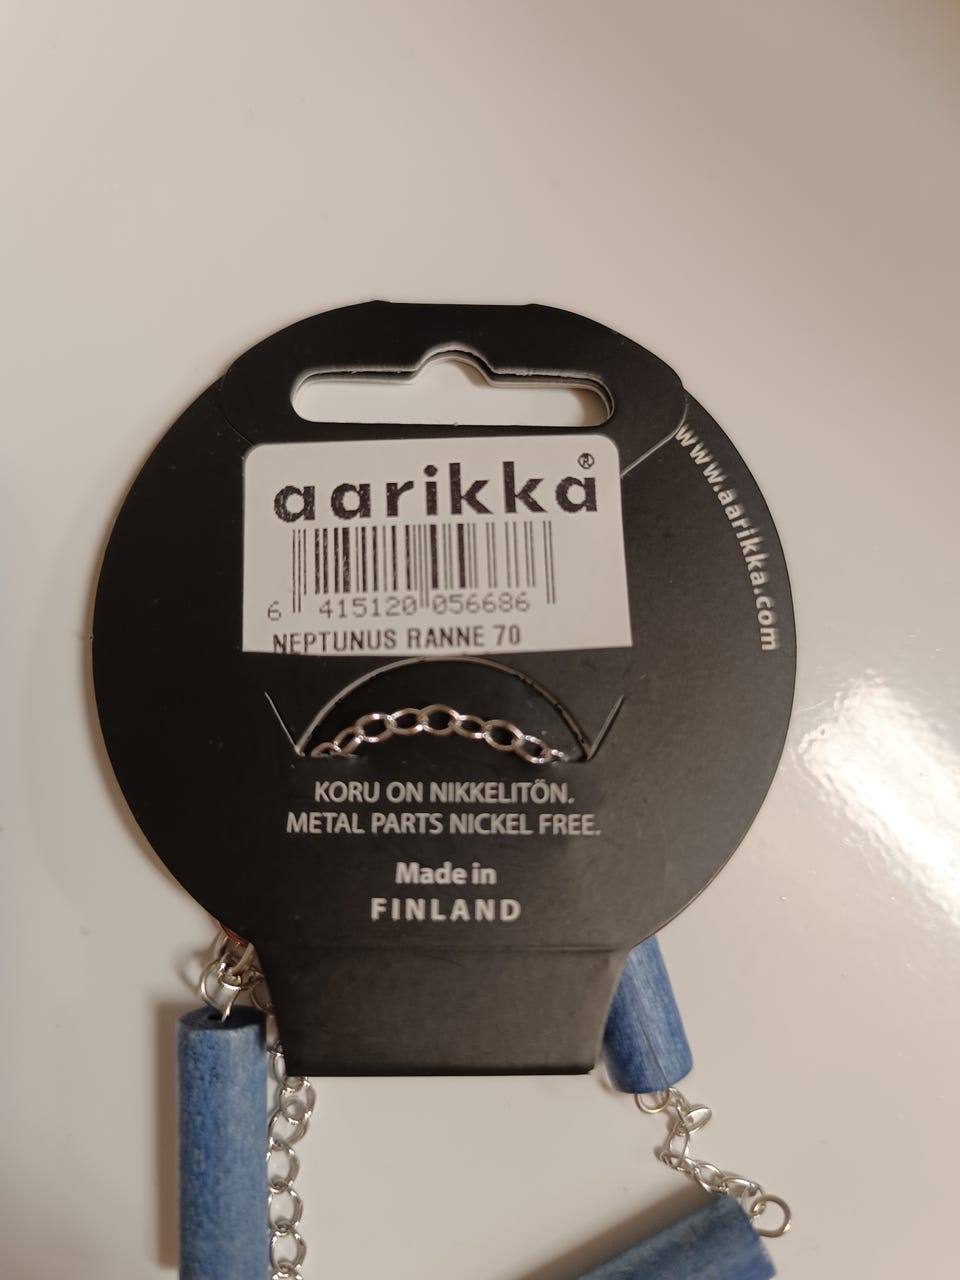 aarikka®
6 415120 056686
NEPTUNUS RANNE 70
www.aarikka.com
KORU ON NIKKELITÖN.
METAL PARTS NICKEL FREE.
Made in
FINLAND